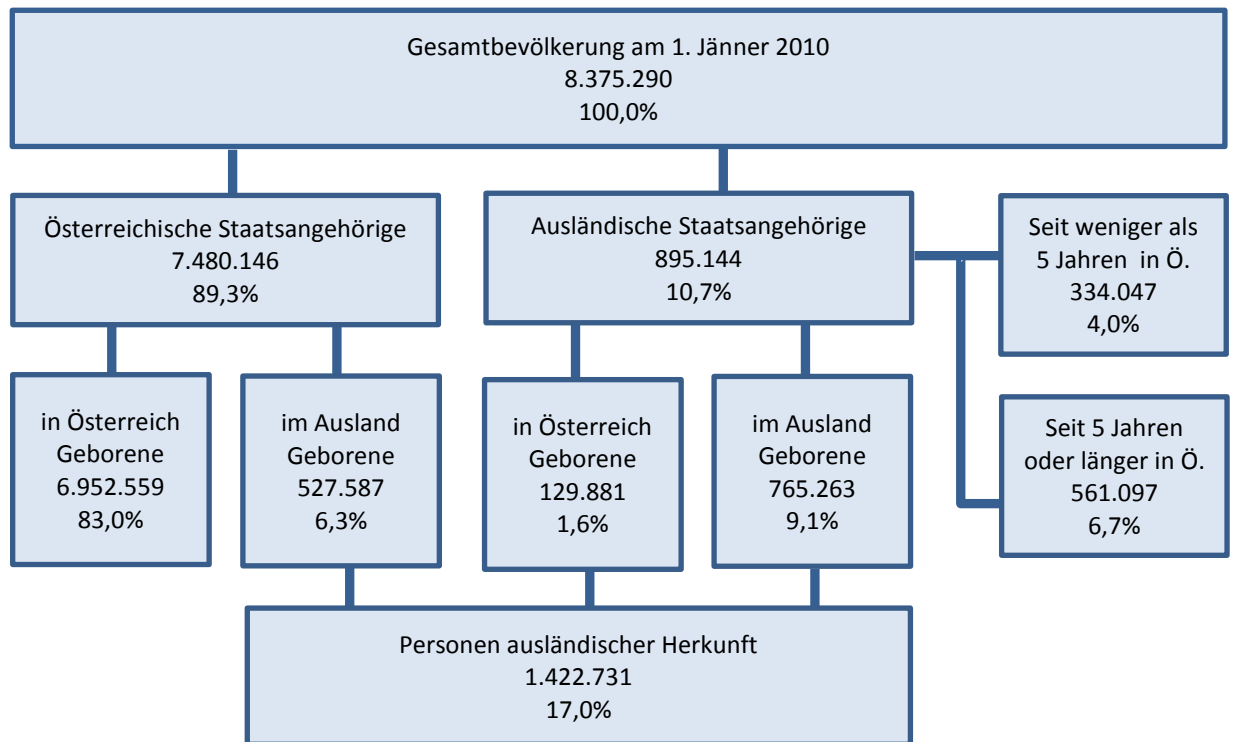 Gesamtbevölkerung am 1. Jänner 2010
8.375.290
100,0%
Österreichische Staatsangehörige
7.480.146
89,3%
Ausländische Staatsangehörige
895.144
10,7%
Seit weniger als
5 Jahren in Ö.
334.047
4,0%
in Österreich
Geborene
6.952.559
83,0%
im Ausland
Geborene
527.587
6,3%
in Österreich
Geborene
129.881
1,6%
im Ausland
Geborene
765.263
9,1%
Seit 5 Jahren
oder länger in Ö.
561.097
6,7%
Personen ausländischer Herkunft
1.422.731
17,0%